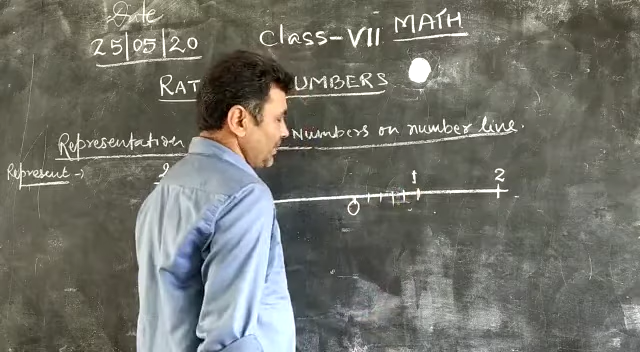 Date
25|05|20
Class-VII MATH
RAT UMBERS
Representation Numbers on number line.
Represent:→
0 1 2